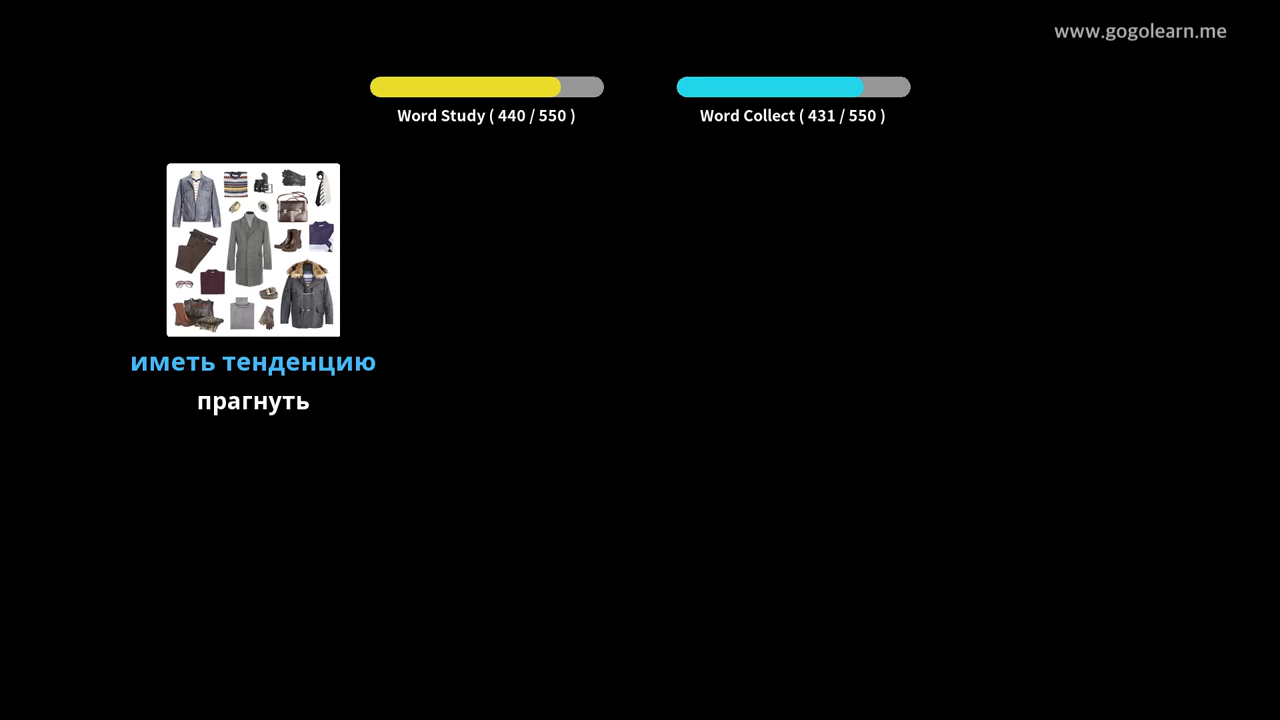 www.gogolearn.me
Word Study ( 440 / 550 )
Word Collect ( 431 / 550 )
иметь тенденцию
прагнуть